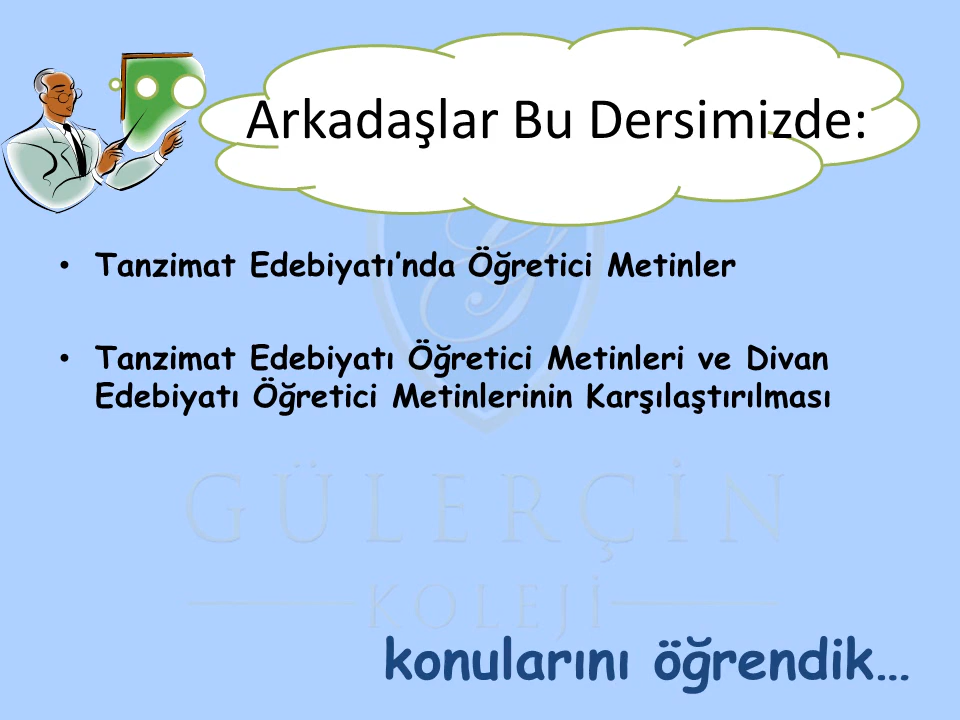 Arkadaşlar Bu Dersimizde:
• Tanzimat Edebiyatı’nda Öğretici Metinler
• Tanzimat Edebiyatı Öğretici Metinleri ve Divan
Edebiyatı Öğretici Metinlerinin Karşılaştırılması
GÜLERÇİN
KOLEJİ
konularını öğrendik...